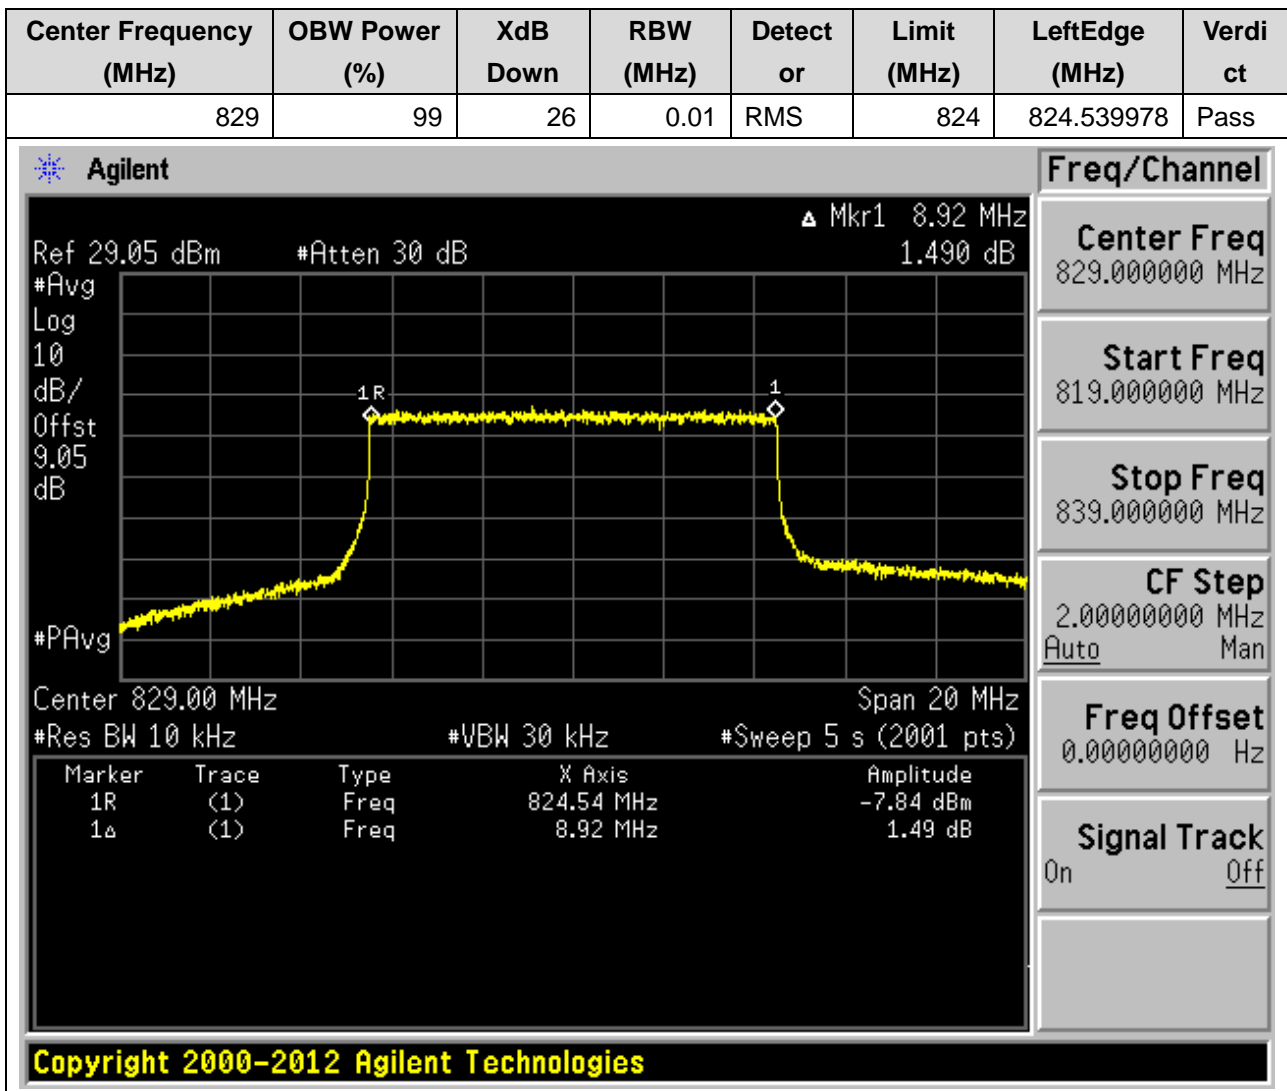 Center Frequency (MHz) OBW Power (%) XdB Down RBW (MHz) Detect or Limit (MHz) LeftEdge (MHz) Verdi ct
829 99 26 0.01 RMS 824 824.539978 Pass
Agilent
Freq/Channel
Δ Mkr1 8.92 MHz
Ref 29.05 dBm #Atten 30 dB 1.490 dB
#Avg
Log
10
dB/
Offst
9.05
dB
1R
1
#PAvg
Center 829.00 MHz Span 20 MHz
#Res BW 10 kHz #VBW 30 kHz #Sweep 5 s (2001 pts)
Marker Trace Type X Axis Amplitude
1R (1) Freq 824.54 MHz -7.84 dBm
1Δ (1) Freq 8.92 MHz 1.49 dB
Center Freq
829.000000 MHz
Start Freq
819.000000 MHz
Stop Freq
839.000000 MHz
CF Step
2.00000000 MHz
Auto Man
Freq Offset
0.00000000 Hz
Signal Track
On Off
Copyright 2000-2012 Agilent Technologies